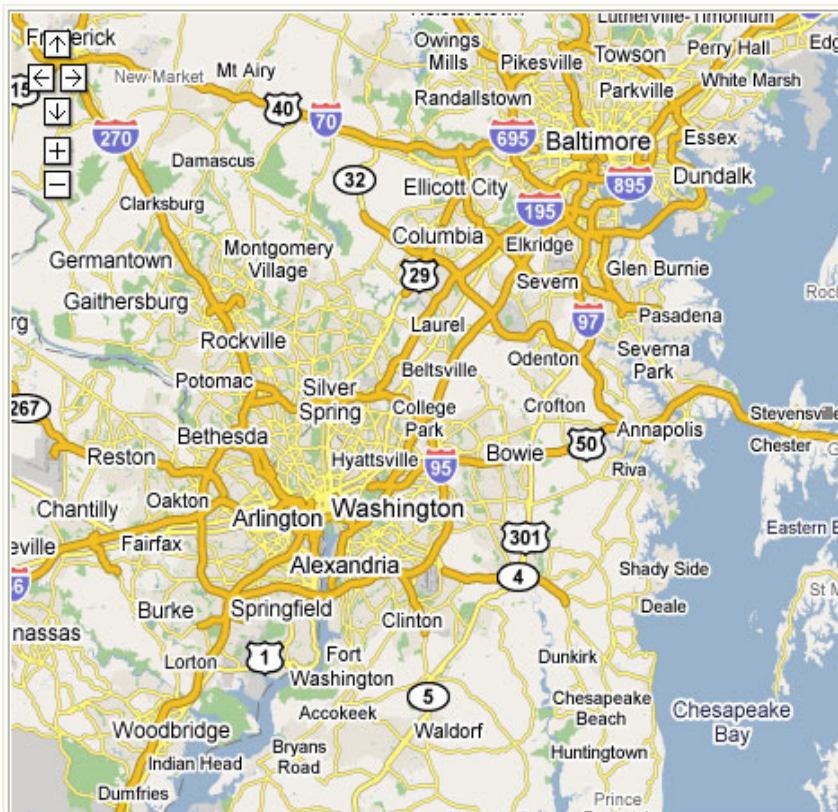 Lutherville-Timonium
Frederick
Owings
Mills
Pikesville
Towson
Perry Hall
New Market
Mt Airy
White Marsh
15
Randallstown
Parkville
40
70
270
695
Baltimore
Essex
Damascus
32
Ellicott City
895
Dundalk
Clarksburg
195
Columbia
Elkridge
Germantown
Montgomery
Village
29
Severn
Glen Burnie
Gaithersburg
Laurel
97
Pasadena
Rockville
Odenton
Severna
Park
Potomac
Silver
Spring
Beltsville
267
College
Park
Crofton
Stevensville
Bethesda
Annapolis
Reston
Hyattsville
95
Bowie
50
Chester
Riva
Chantilly
Oakton
Arlington
Washington
Eastern B
eville
Fairfax
301
6
Alexandria
4
Shady Side
St M
Burke
Springfield
Clinton
Deale
nassas
Lorton
1
Fort
Washington
Dunkirk
5
Accokeek
Chesapeake
Beach
Chesapeake
Bay
Woodbridge
Waldorf
Indian Head
Bryans
Road
Huntingtown
Dumfries
Prince